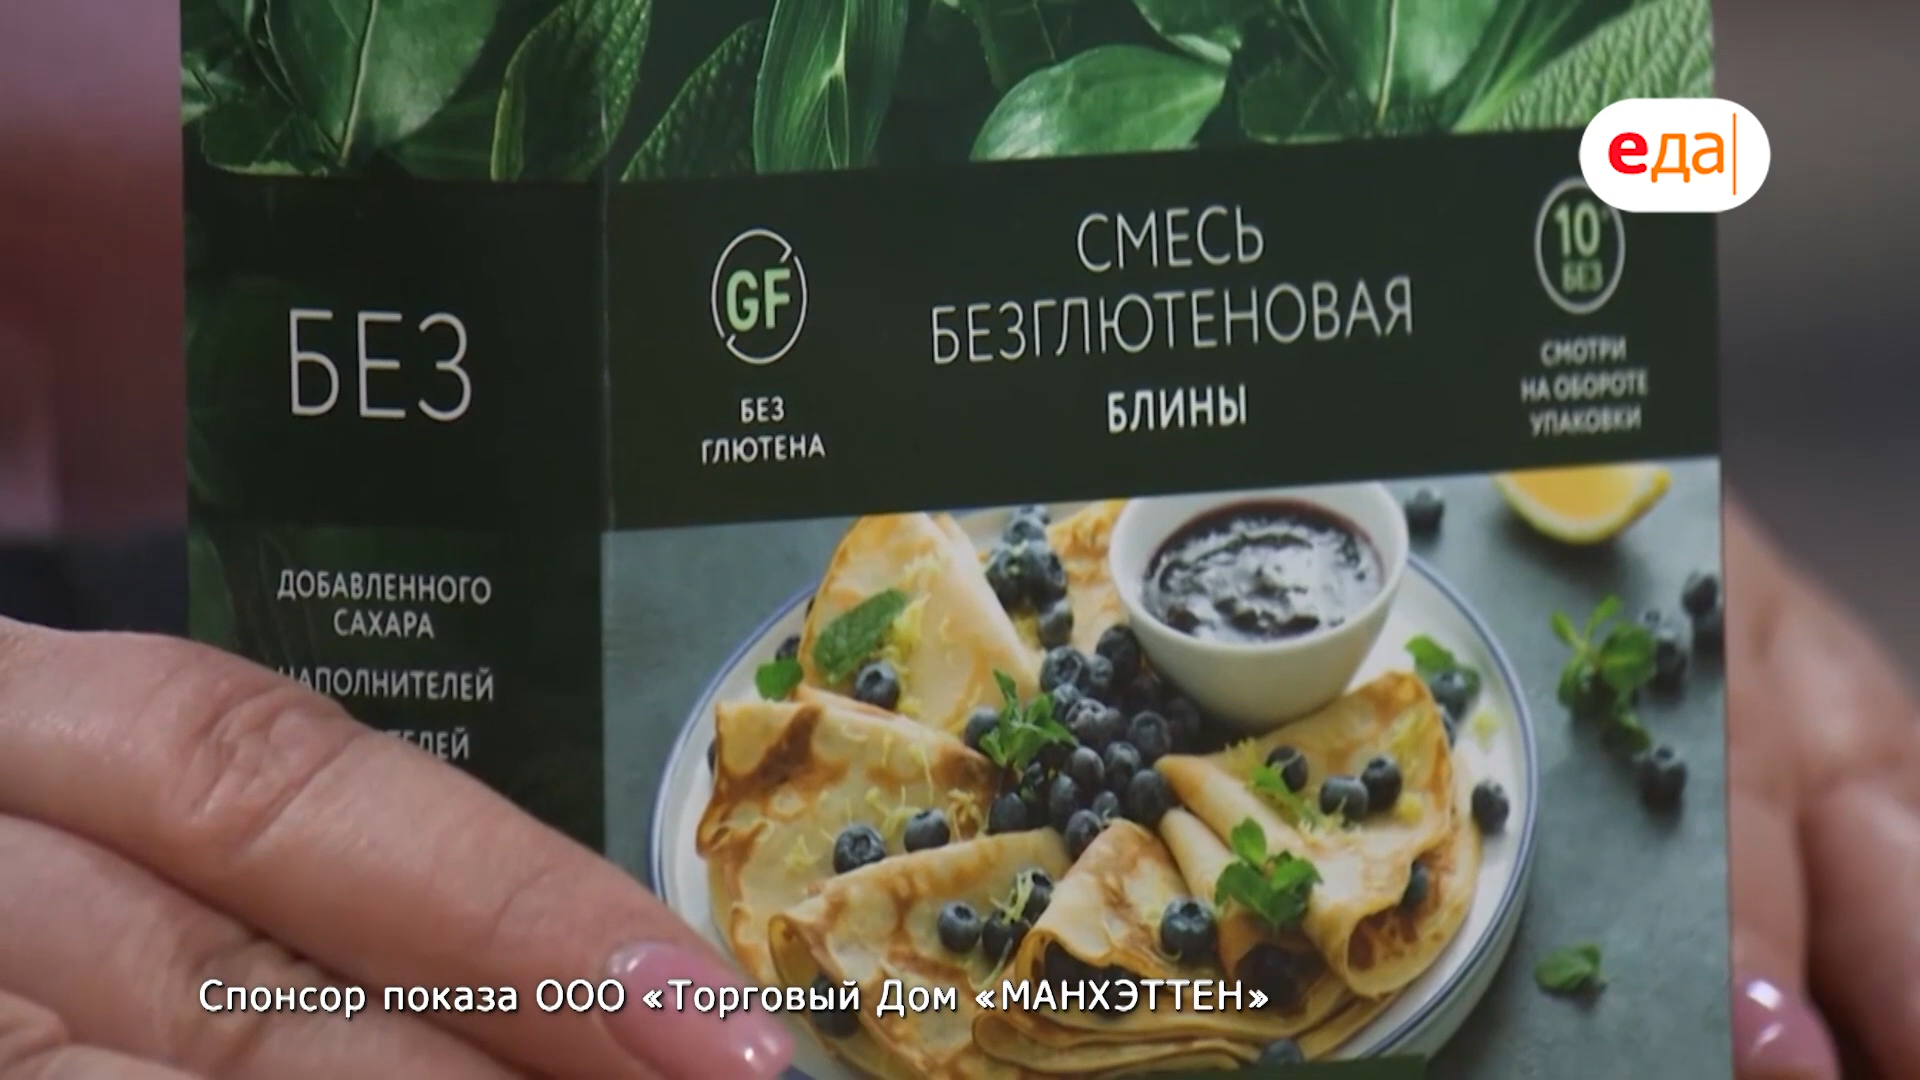 еда
БЕЗ
ДОБАВЛЕННОГО
САХАРА
НАПОЛНИТЕЛЕЙ
GF
БЕЗ
ГЛЮТЕНА
СМЕСЬ
БЕЗГЛЮТЕНОВАЯ
БЛИНЫ
10
БЕЗ
СМОТРИ
НА ОБОРОТЕ
УПАКОВКИ
Спонсор показа ООО «Торговый Дом «МАНХЭТТЕН»